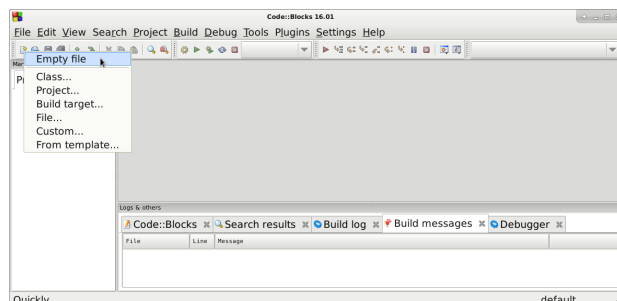 Code::Blocks 16.01
File Edit View Search Project Build Debug Tools Plugins Settings Help
Empty file
Class...
Project...
Build target...
File...
Custom...
From template...
Logs & others
Code::Blocks Search results Build log Build messages Debugger
File Line Message
Quickly default